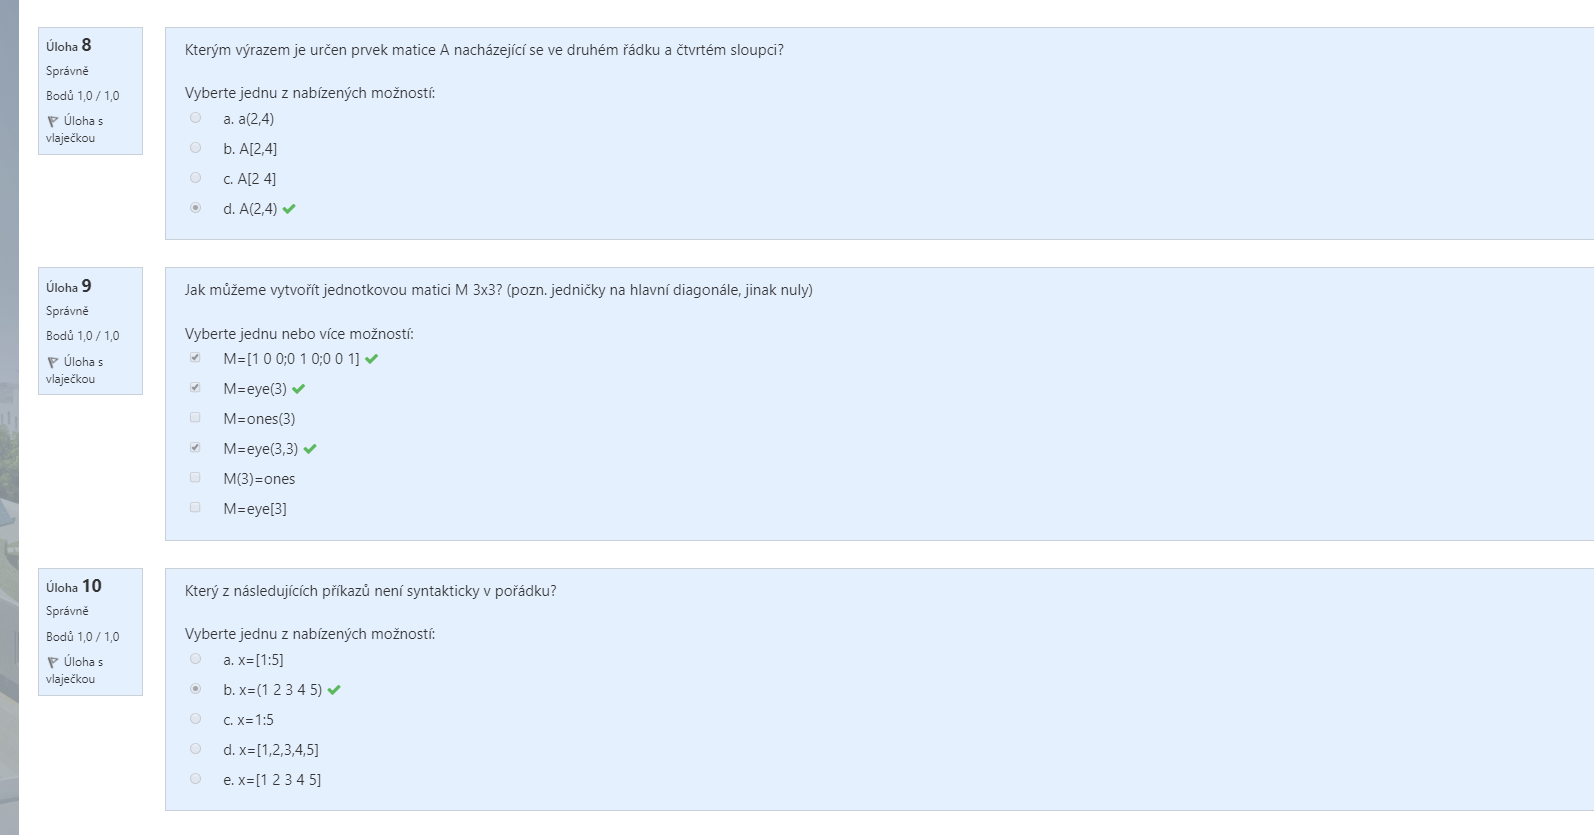 Úloha 8
Správně
Bodů 1,0 / 1,0
Úloha s
vlaječkou
Kterým výrazem je určen prvek matice A nacházející se ve druhém řádku a čtvrtém sloupci?
Vyberte jednu z nabízených možností:
a. a(2,4)
b. A[2,4]
c. A[2 4]
d. A(2,4)
Úloha 9
Správně
Bodů 1,0 / 1,0
Úloha s
vlaječkou
Jak můžeme vytvořít jednotkovou matici M 3x3? (pozn. jedničky na hlavní diagonále, jinak nuly)
Vyberte jednu nebo více možností:
M=[1 0 0;0 1 0;0 0 1]
M=eye(3)
M=ones(3)
M=eye(3,3)
M(3)=ones
M=eye[3]
Úloha 10
Správně
Bodů 1,0 / 1,0
Úloha s
vlaječkou
Který z následujících příkazů není syntakticky v pořádku?
Vyberte jednu z nabízených možností:
a. x=[1:5]
b. x=(1 2 3 4 5)
c. x=1:5
d. x=[1,2,3,4,5]
e. x=[1 2 3 4 5]